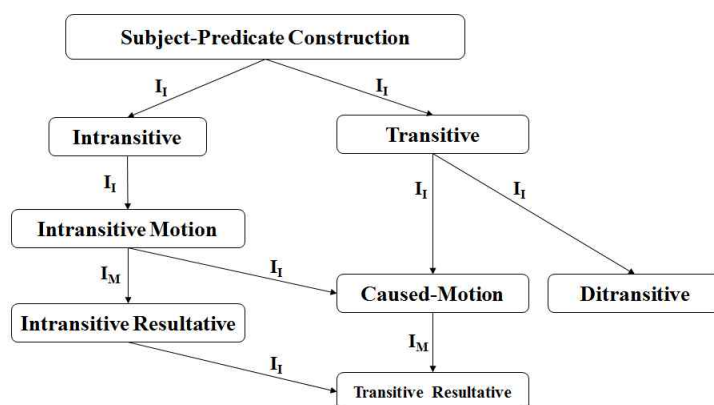 Subject-Predicate Construction
I_I I_I
Intransitive Transitive
I_I I_I I_I
Intransitive Motion
I_M I_I
Caused-Motion Ditransitive
Intransitive Resultative
I_M
I_I
Transitive Resultative